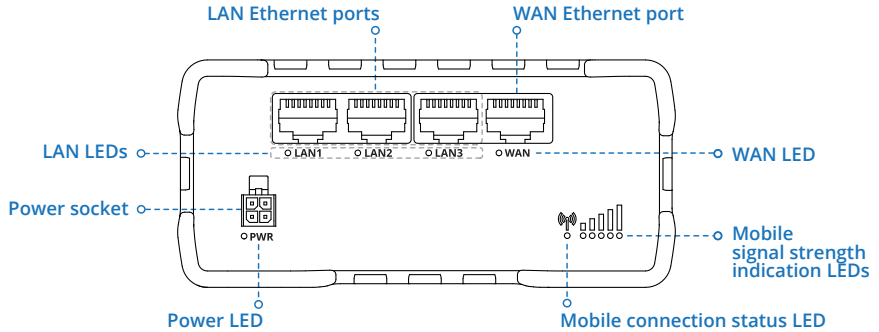 LAN Ethernet ports
WAN Ethernet port
LAN LEDs
LAN1
LAN2
LAN3
WAN
WAN LED
Power socket
PWR
Mobile
signal strength
indication LEDs
Power LED
Mobile connection status LED